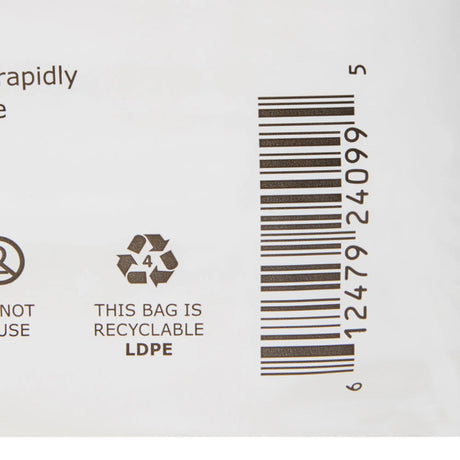 rapidly
e
NOT
USE
4
THIS BAG IS
RECYCLABLE
LDPE
6 12479 24099 5